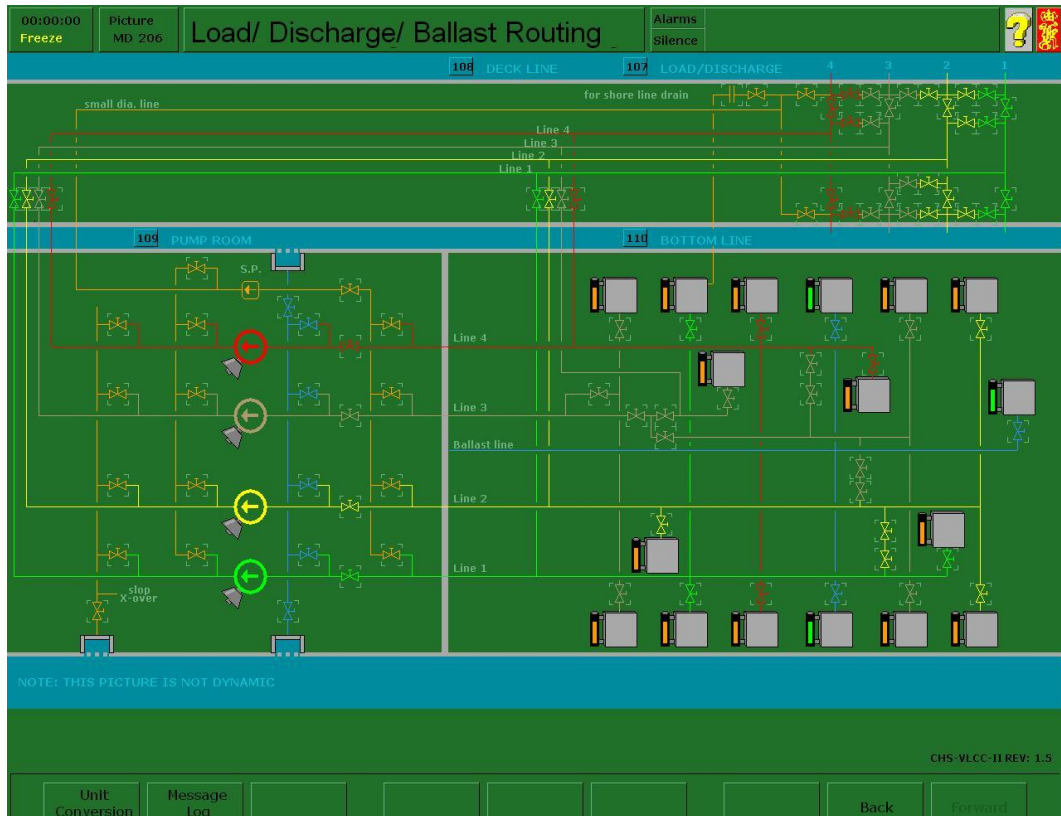 00:00:00
Freeze
Picture
MD 206
Load/ Discharge/ Ballast Routing
Alarms
Silence
?
108 DECK LINE
107 LOAD/DISCHARGE
4 3 2 1
small dia. line
for shore line drain
Line 4
Line 3
Line 2
Line 1
109 PUMP ROOM
110 BOTTOM LINE
S.P.
Line 4
Line 3
Ballast line
Line 2
Line 1
slop
X-over
NOTE: THIS PICTURE IS NOT DYNAMIC
CHS-VLCC-II REV: 1.5
Unit
Conversion
Message
Log
Back
Forward